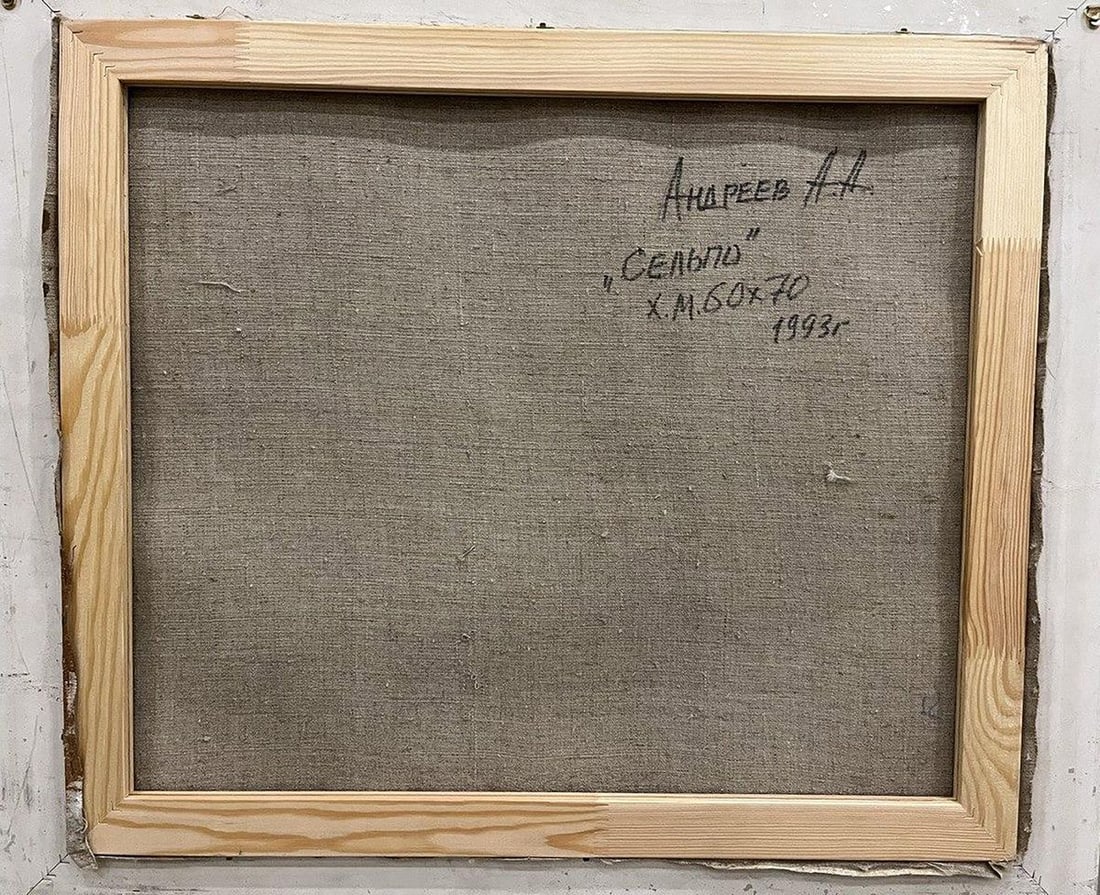 Андреев А.А.
„Сельпо"
Х.М.60х70
1993г